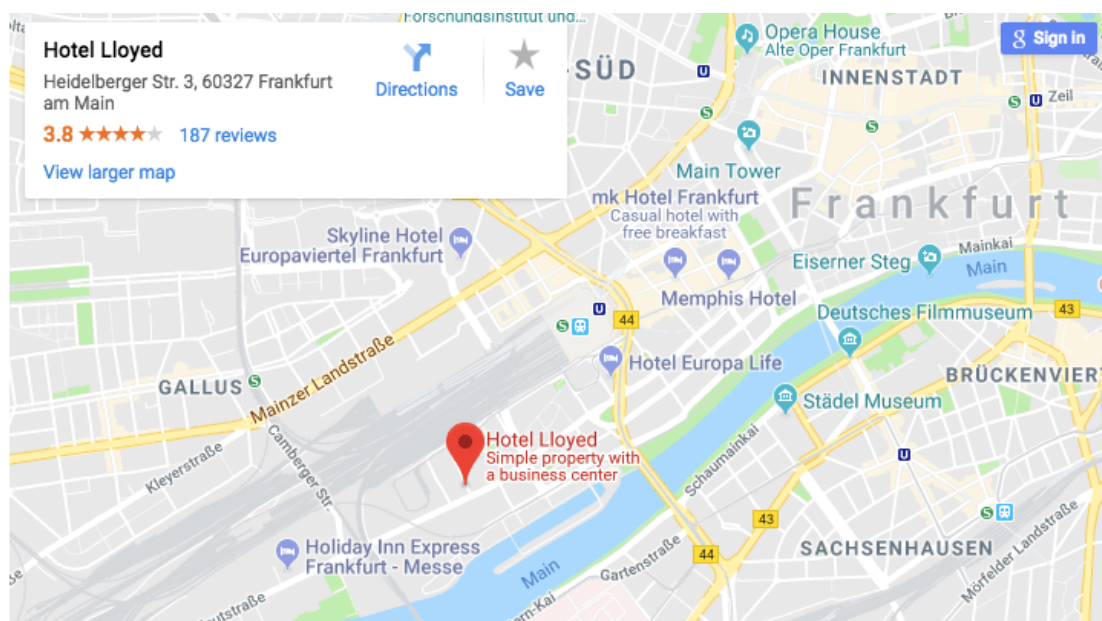 Forschungsinstitut und...
Hotel Lloyed
Heidelberger Str. 3, 60327 Frankfurt
am Main
3.8
187 reviews
View larger map
Directions
Save
Sign in
Opera House
Alte Oper Frankfurt
-SÜD
INNENSTADT
Zeil
Main Tower
mk Hotel Frankfurt
Casual hotel with
free breakfast
Frankfurt
Skyline Hotel
Europaviertel Frankfurt
Eiserner Steg
Mainkai
Main
Memphis Hotel
Deutsches Filmmuseum
43
44
Hotel Europa Life
Mainzer Landstraße
GALLUS
BRÜCKENVIERT
Städel Museum
Hotel Lloyed
Simple property with
a business center
Kleyerstraße
Camberger Str.
Schaumainkai
43
SACHSENHAUSEN
Mörfelder Landstraße
Holiday Inn Express
Frankfurt - Messe
Main
Gartenstraße
44
ern-Kai
utstraße